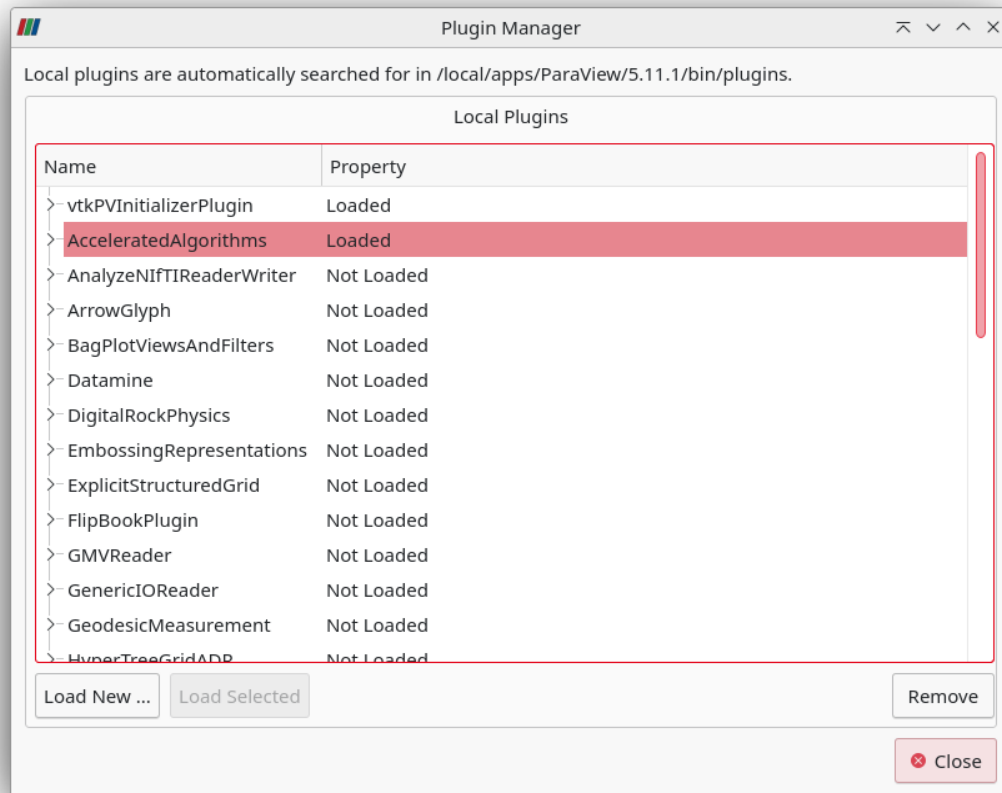 Plugin Manager
Local plugins are automatically searched for in /local/apps/ParaView/5.11.1/bin/plugins.
Local Plugins
Name Property
vtkPVInitializerPlugin Loaded
AcceleratedAlgorithms Loaded
AnalyzeNIfTIReaderWriter Not Loaded
ArrowGlyph Not Loaded
BagPlotViewsAndFilters Not Loaded
Datamine Not Loaded
DigitalRockPhysics Not Loaded
EmbossingRepresentations Not Loaded
ExplicitStructuredGrid Not Loaded
FlipBookPlugin Not Loaded
GMVReader Not Loaded
GenericIOReader Not Loaded
GeodesicMeasurement Not Loaded
HyperTreeGridADR Not Loaded
Load New ... Load Selected Remove
Close